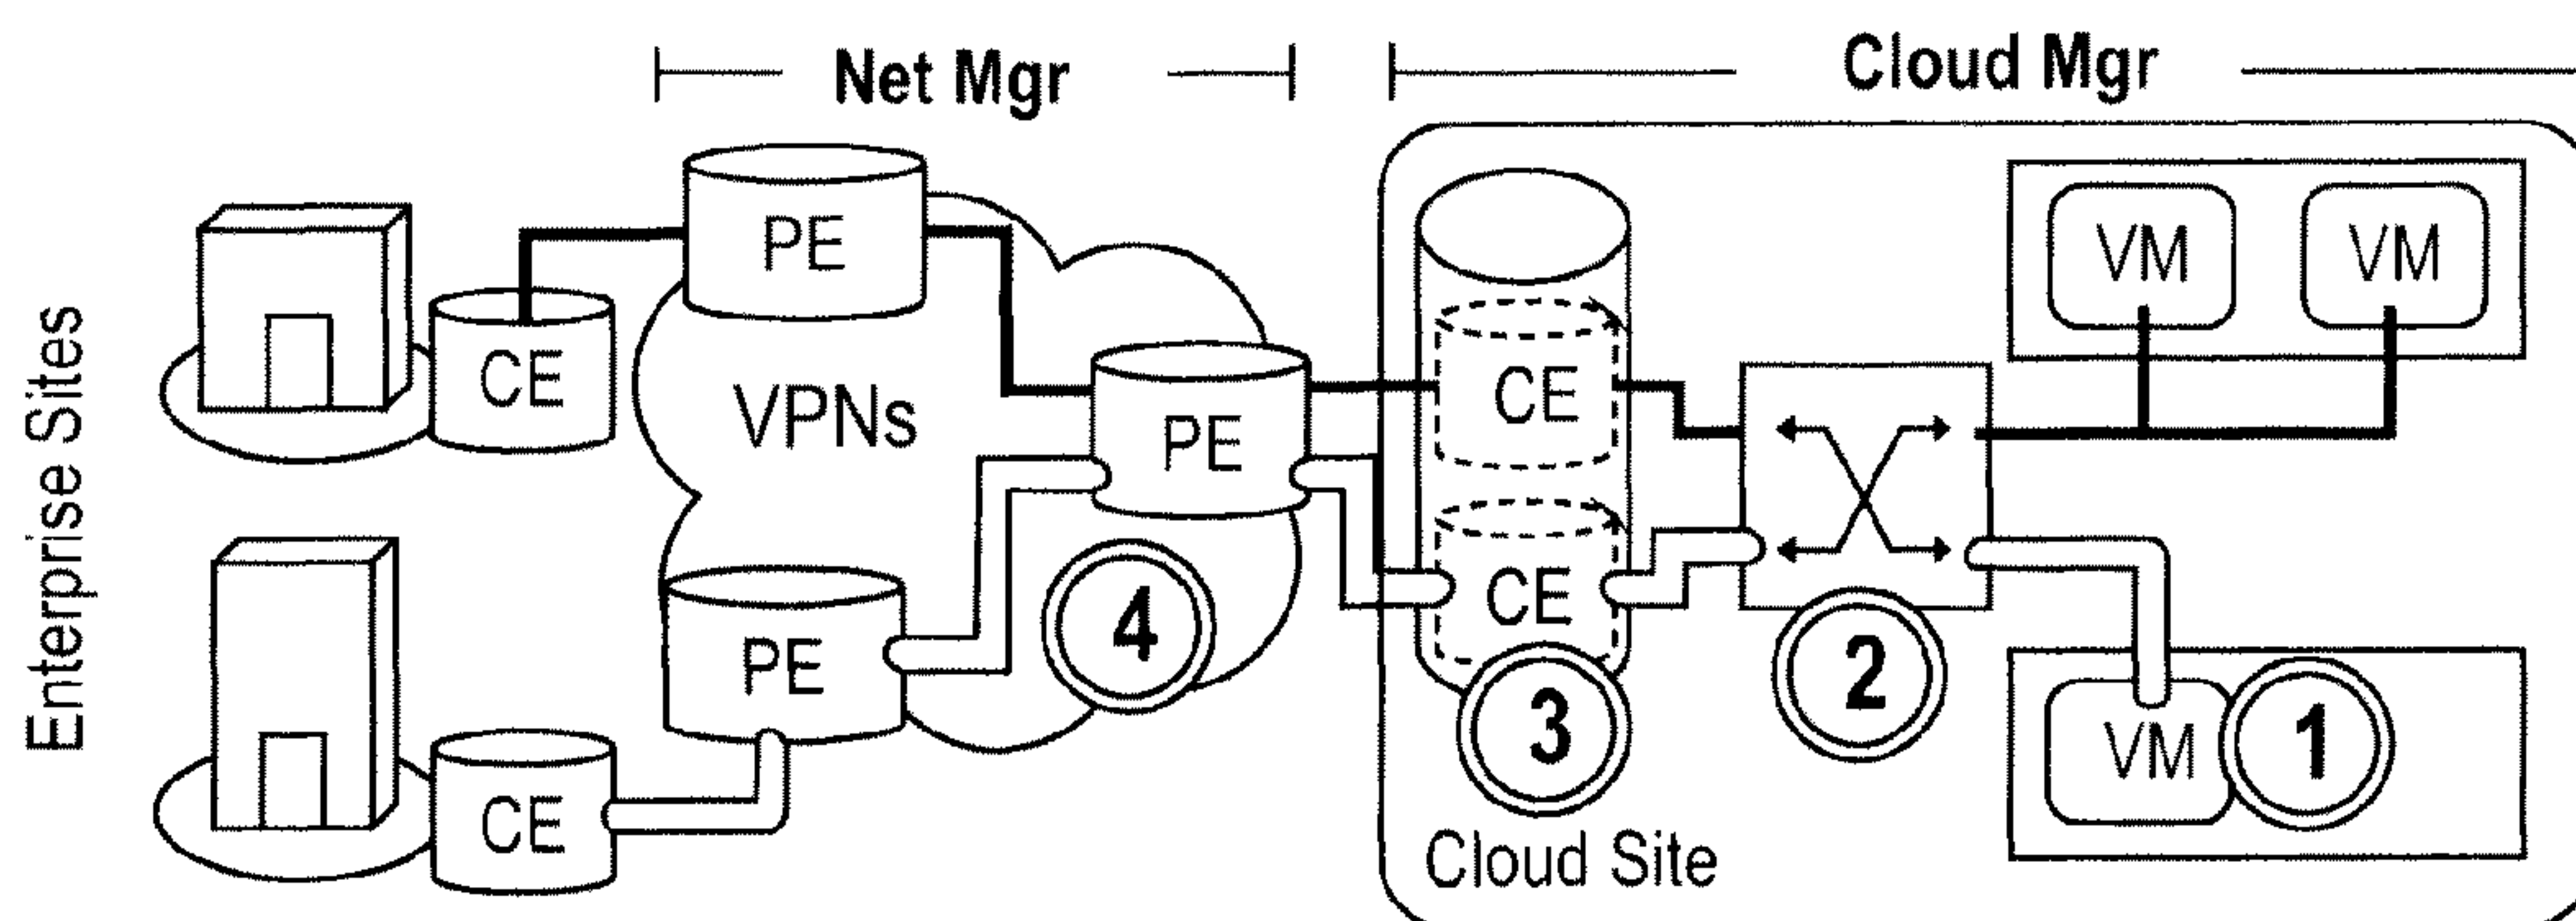 Net Mgr
Cloud Mgr
Enterprise Sites
PE
VM
VM
CE
VPNs
PE
CE
4
CE
2
PE
3
VM
1
CE
Cloud Site